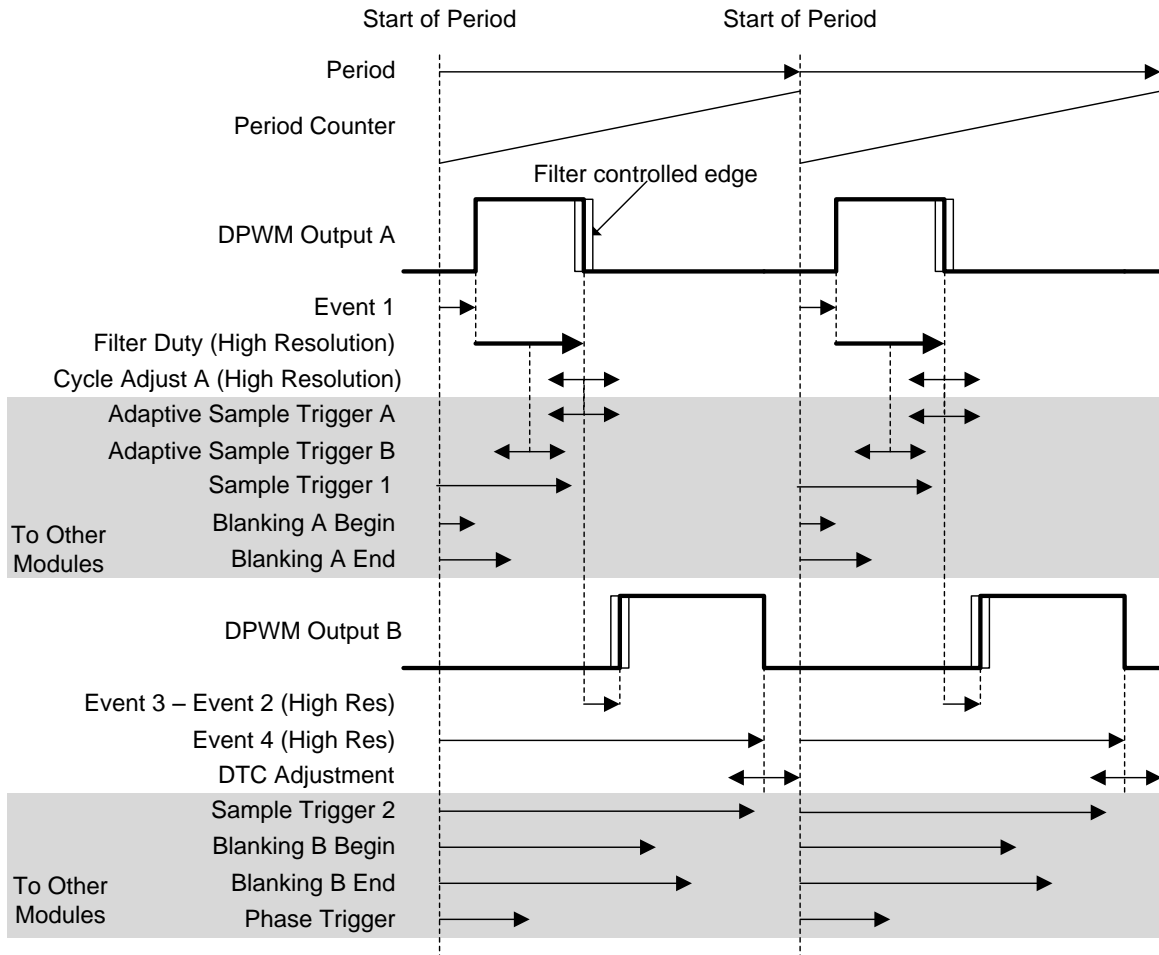 Start of Period
Start of Period
Period
Period Counter
Filter controlled edge
DPWM Output A
Event 1
Filter Duty (High Resolution)
Cycle Adjust A (High Resolution)
Adaptive Sample Trigger A
Adaptive Sample Trigger B
Sample Trigger 1
Blanking A Begin
To Other
Modules
Blanking A End
DPWM Output B
Event 3 – Event 2 (High Res)
Event 4 (High Res)
DTC Adjustment
Sample Trigger 2
Blanking B Begin
Blanking B End
To Other
Modules
Phase Trigger